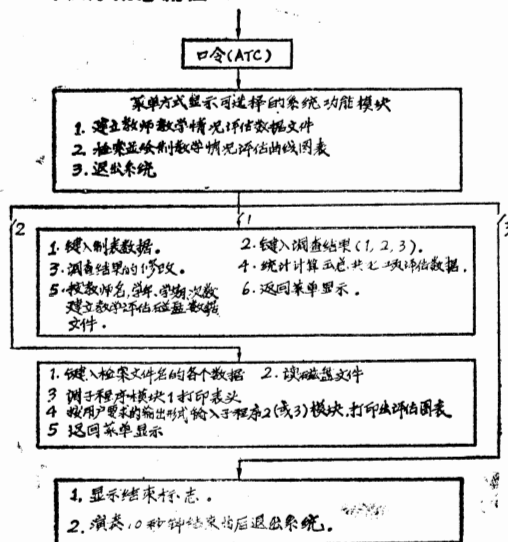 口令(ATC)
菜单方式显示可选择的系统功能模块
1. 建立教师教学情况评估数据文件
2. 检案並绘制教学情况评估曲线图表
3. 退出系统
2
1
3
1. 键入制表数据。 2. 键入调查结果(1,2,3)。
3. 调查结果的修改。 4. 统计计算五总共七项评估数据。
5. 按教师名,学年,学期,次数
建立教学评估磁盘数据
文件。
6. 返回菜单显示。
1. 键入检案文件名的各个数据 2. 读磁盘文件
3 调子程序模块1打印表头
4 按用户要求的输出形式输入子程序2(或3)模块,打印出评估图表
5 返回菜单显示
1. 显示结束标志。
2. 演奏10秒钟结束 后退出系统。